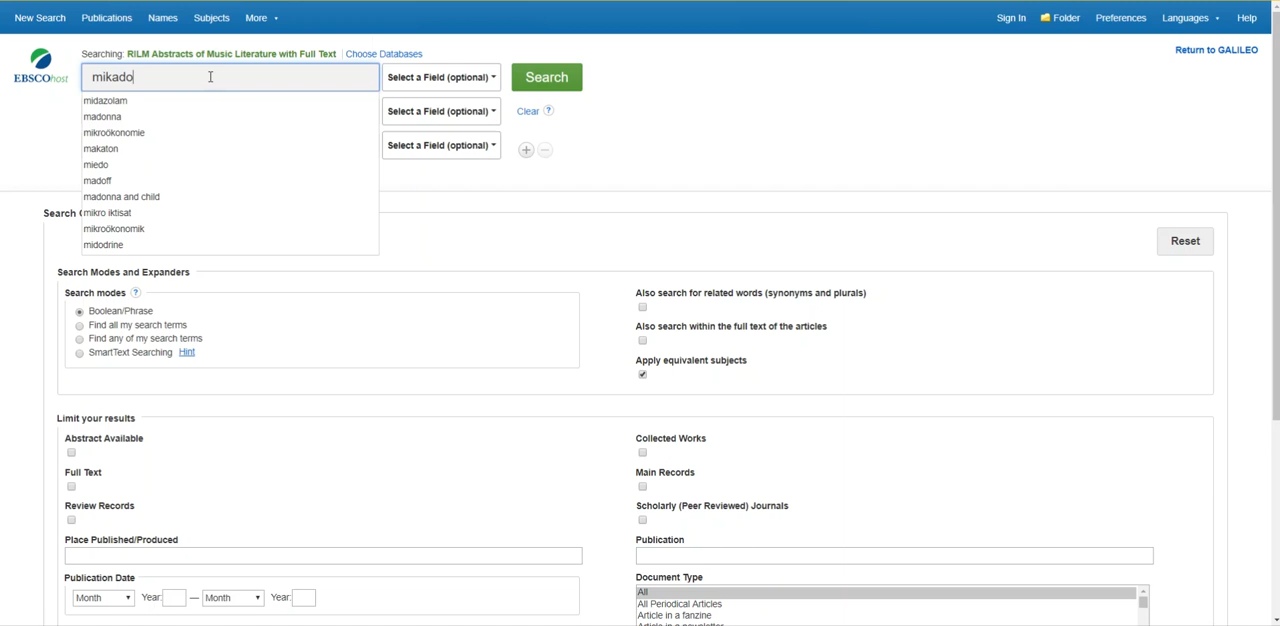 New Search Publications Names Subjects More Sign In Folder Preferences Languages Help
Searching: RILM Abstracts of Music Literature with Full Text Choose Databases Return to GALILEO
EBSCOhost
mikado Select a Field (optional) Search
midazolam
madonna
Select a Field (optional) Clear ?
mikroökonomie
makaton
Select a Field (optional)
miedo
madoff
madonna and child
mikro iktisat
Search
mikroökonomik
midodrine
Reset
Search Modes and Expanders
Search modes ? Also search for related words (synonyms and plurals)
Boolean/Phrase
Find all my search terms Also search within the full text of the articles
Find any of my search terms
SmartText Searching Hint Apply equivalent subjects
Limit your results
Abstract Available Collected Works
Full Text Main Records
Review Records Scholarly (Peer Reviewed) Journals
Place Published/Produced Publication
Publication Date Document Type
Month Year: — Month Year: All
All Periodical Articles
Article in a fanzine
Article in a newsletter